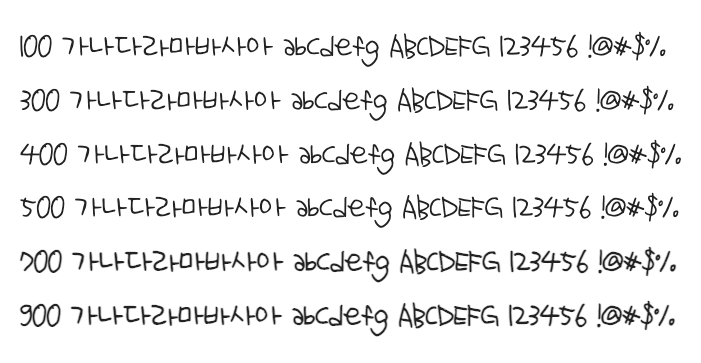 100 가나다라마바사아 abcdefg ABCDEFG 123456 !@#$%
300 가나다라마바사아 abcdefg ABCDEFG 123456 !@#$%
400 가나다라마바사아 abcdefg ABCDEFG 123456 !@#$%
500 가나다라마바사아 abcdefg ABCDEFG 123456 !@#$%
700 가나다라마바사아 abcdefg ABCDEFG 123456 !@#$%
900 가나다라마바사아 abcdefg ABCDEFG 123456 !@#$%